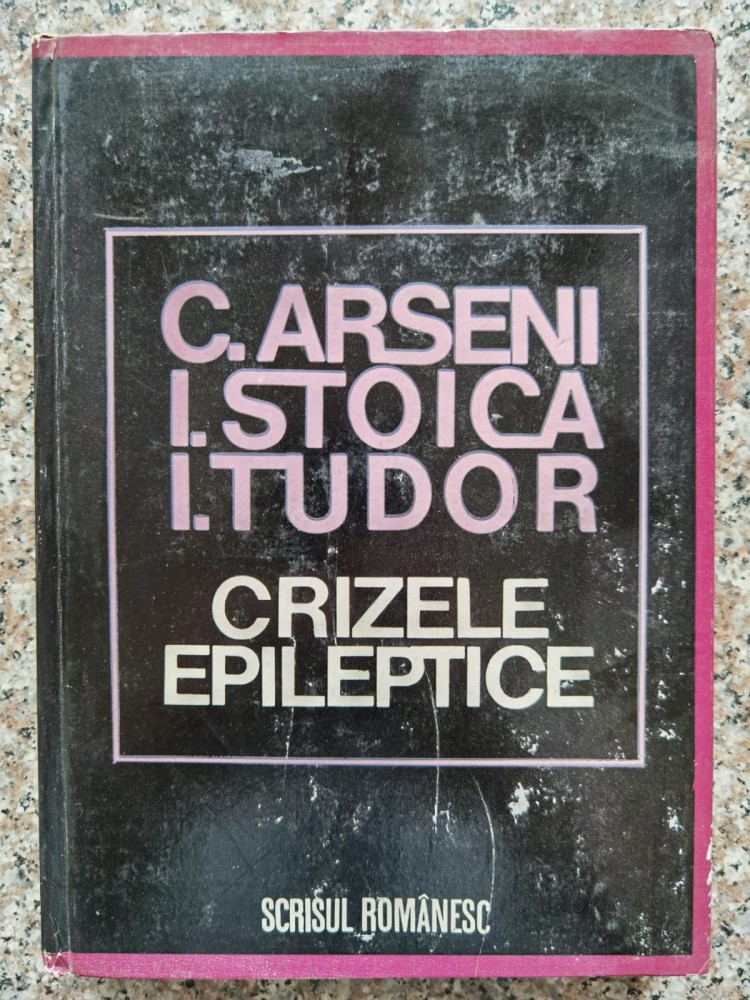 C. ARSENI
I. STOICA
I. TUDOR
CRIZELE
EPILEPTICE
SCRISUL ROMÂNESC